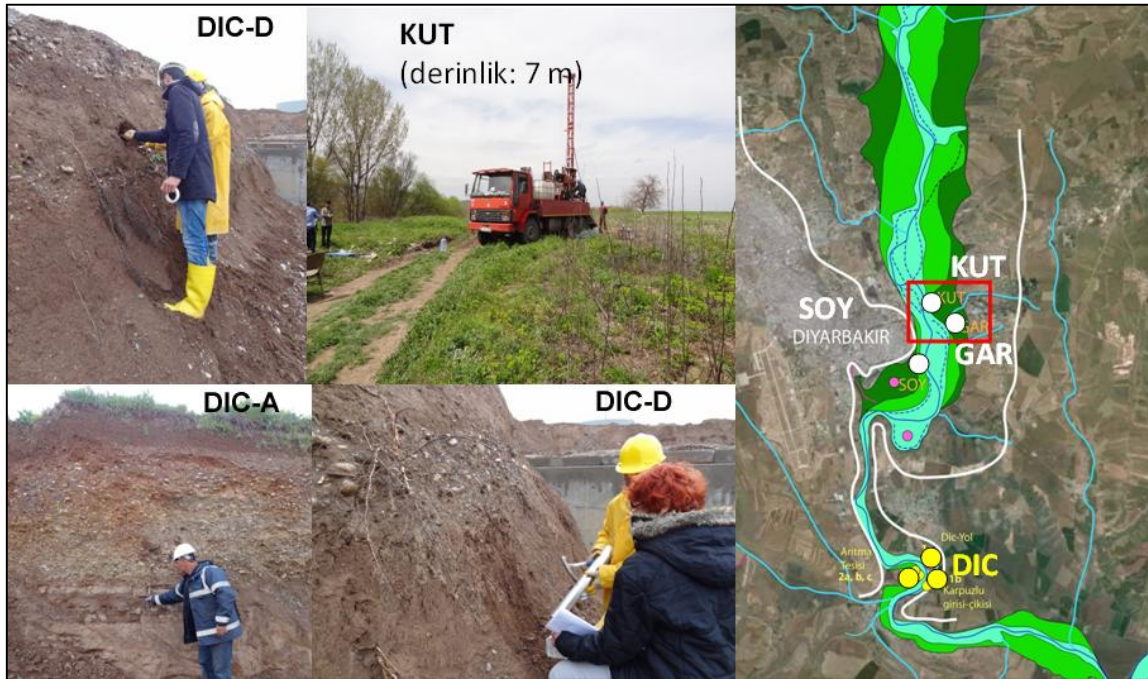 DIC-D
KUT
(derinlik: 7 m)
DIC-A
DIC-D
KUT
KUT
SOY
DIYARBAKIR
GAR
GAR
SOY
Dic-Yol
Aritma
Tesisi
2a, b, c
DIC
1b
Karpuzlu
girisi-çikisi